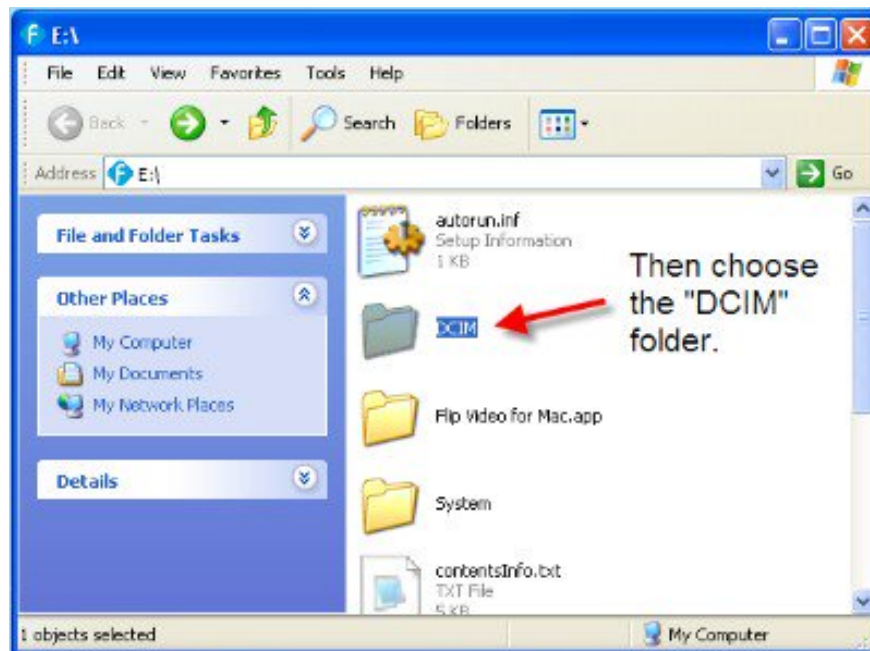 E:\
File Edit View Favorites Tools Help
Back Search Folders
Address E:\ Go
File and Folder Tasks
Other Places
My Computer
My Documents
My Network Places
Details
autorun.inf
Setup Information
1 KB
DCIM
Flip Video for Mac.app
System
contentsInfo.txt
TXT File
5 KB
Then choose
the "DCIM"
folder.
1 objects selected
My Computer